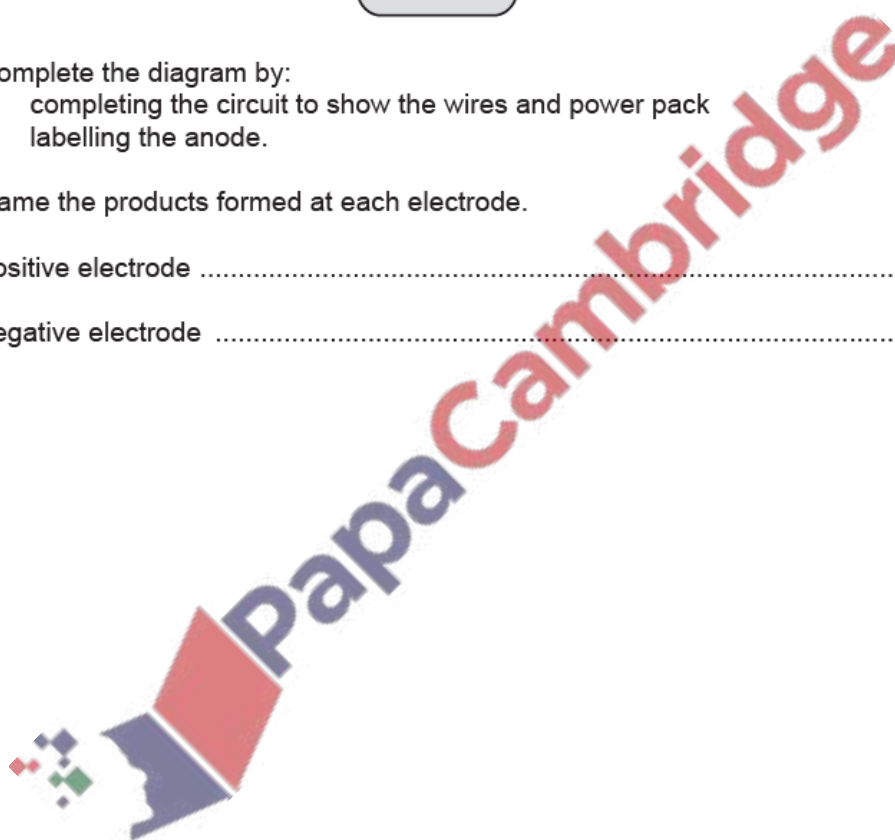 omplete the diagram by:
completing the circuit to show the wires and power pack
labelling the anode.
ame the products formed at each electrode.
ositive electrode ................................................................................................
egative electrode ..............................................................................................
PapaCambridge